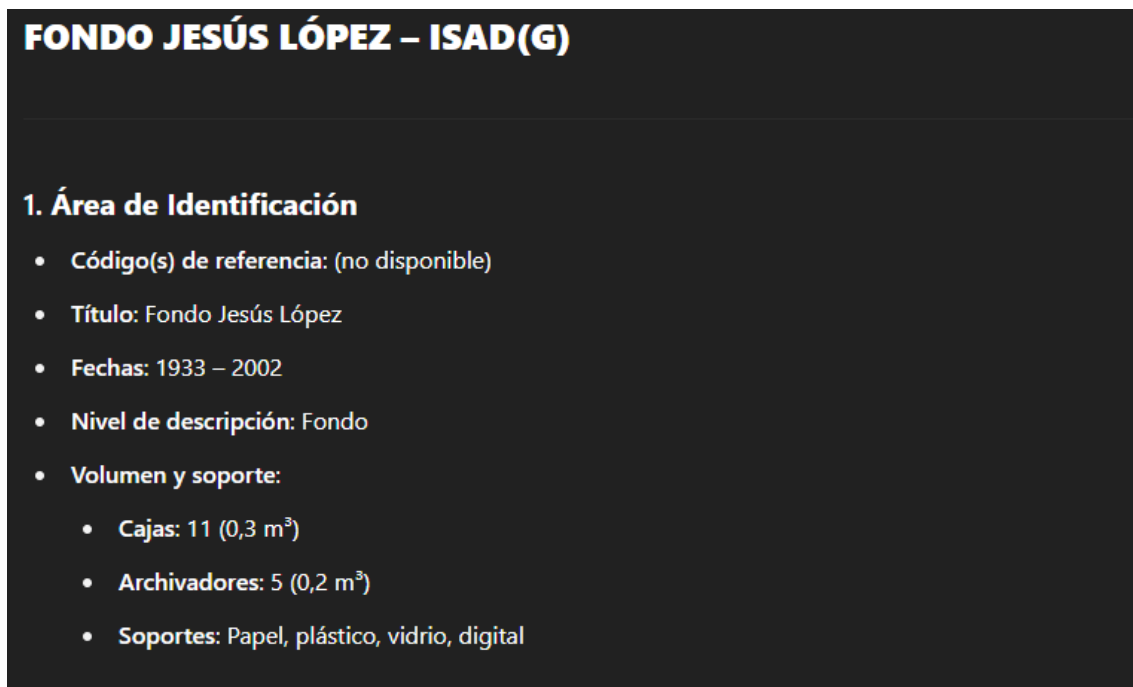 FONDO JESÚS LÓPEZ – ISAD(G)
1. Área de Identificación
• Código(s) de referencia: (no disponible)
• Título: Fondo Jesús López
• Fechas: 1933 – 2002
• Nivel de descripción: Fondo
• Volumen y soporte:
• Cajas: 11 (0,3 m³)
• Archivadores: 5 (0,2 m³)
• Soportes: Papel, plástico, vidrio, digital